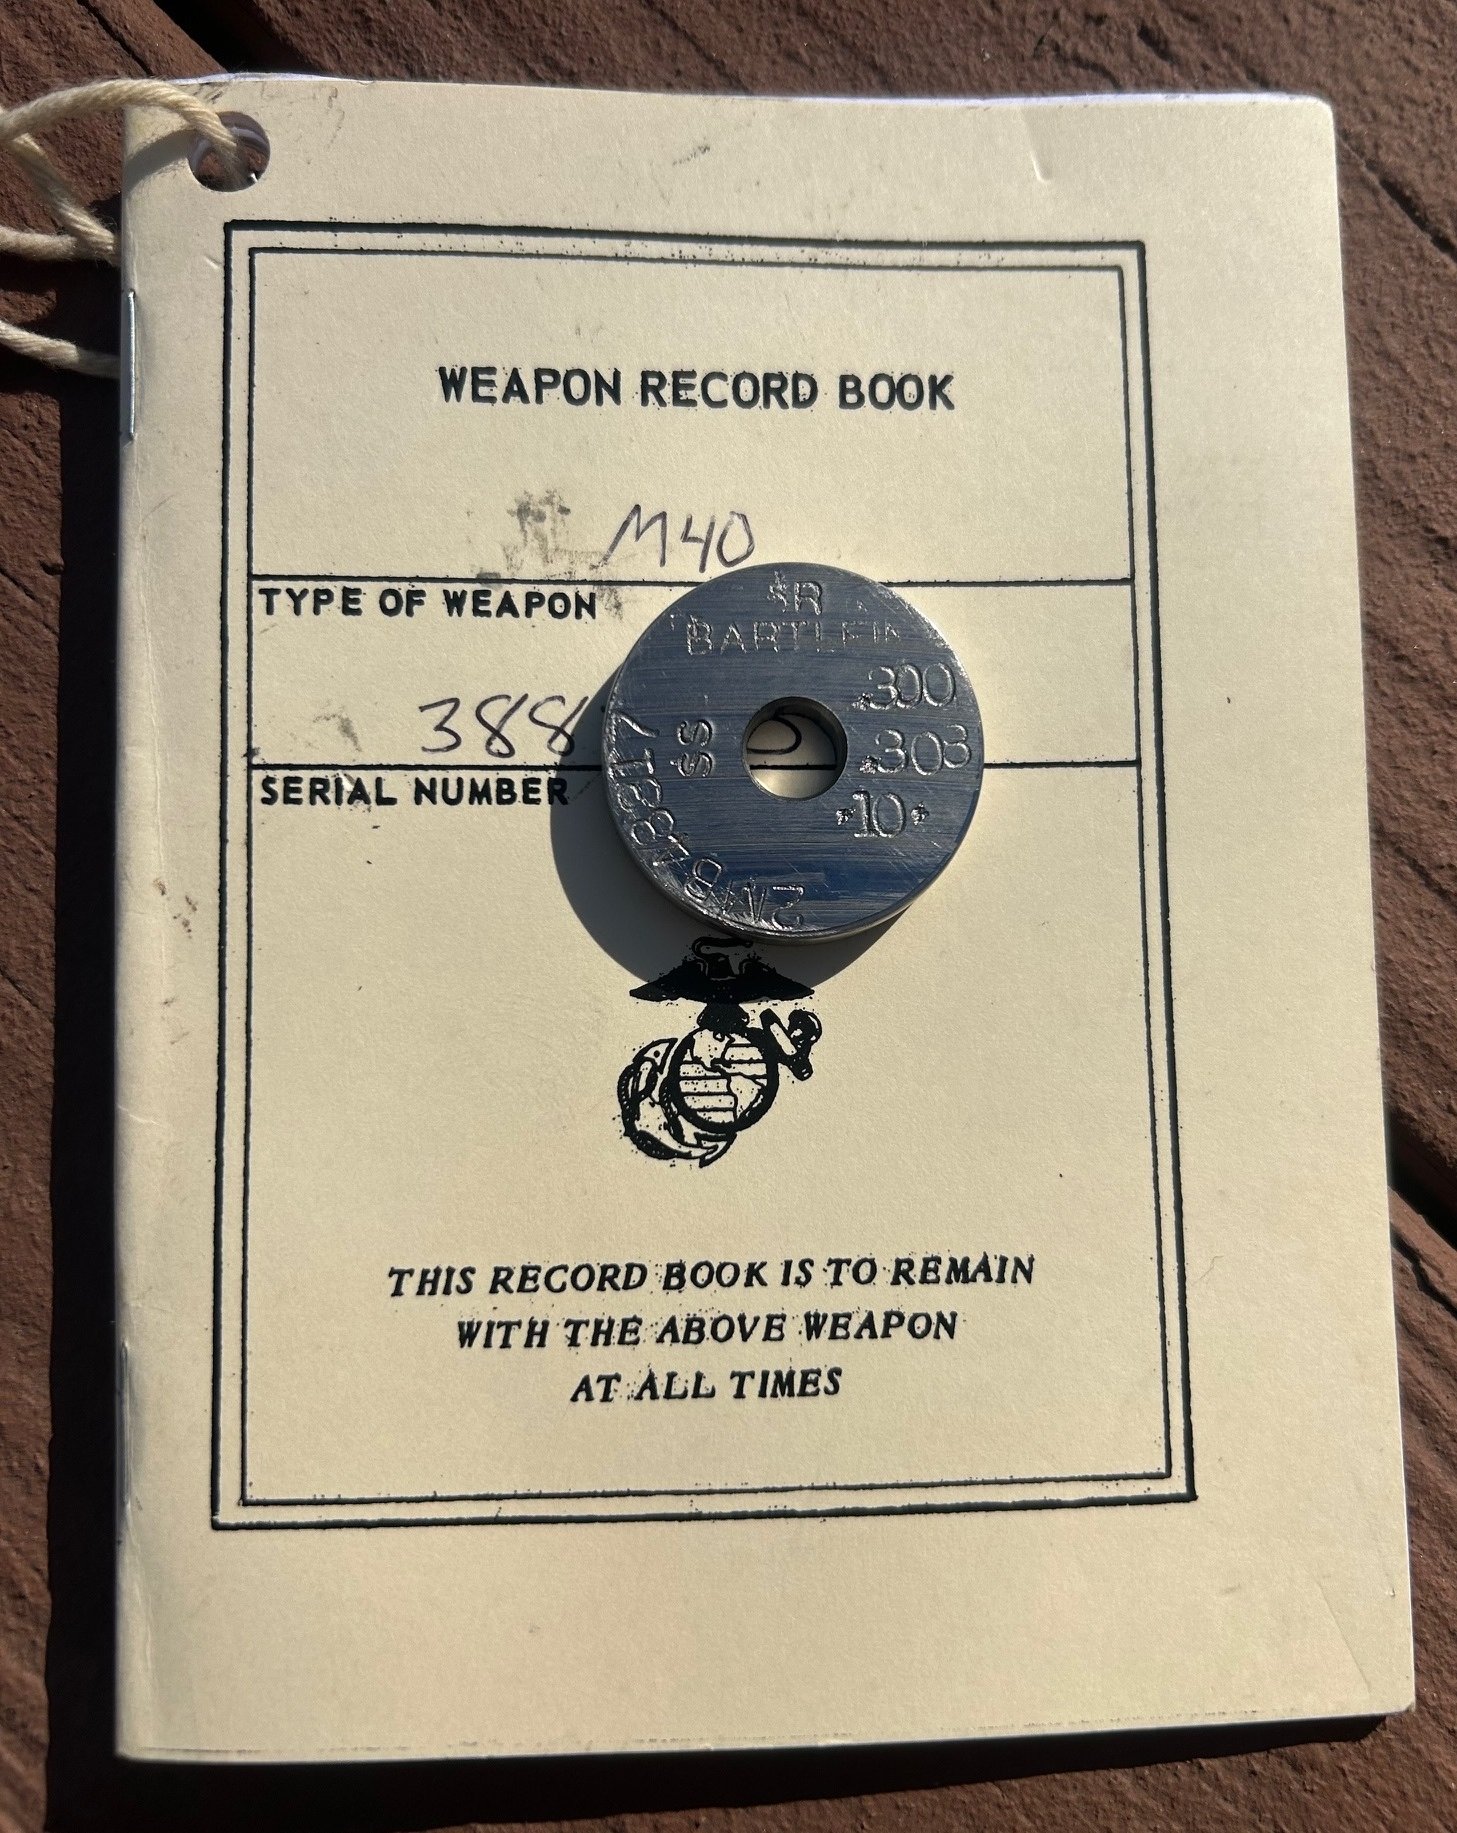 WEAPON RECORD BOOK
M40
TYPE OF WEAPON
388
SERIAL NUMBER
BARTLEIN
.300
.303
*10*
SS
THIS RECORD BOOK IS TO REMAIN
WITH THE ABOVE WEAPON
AT ALL TIMES